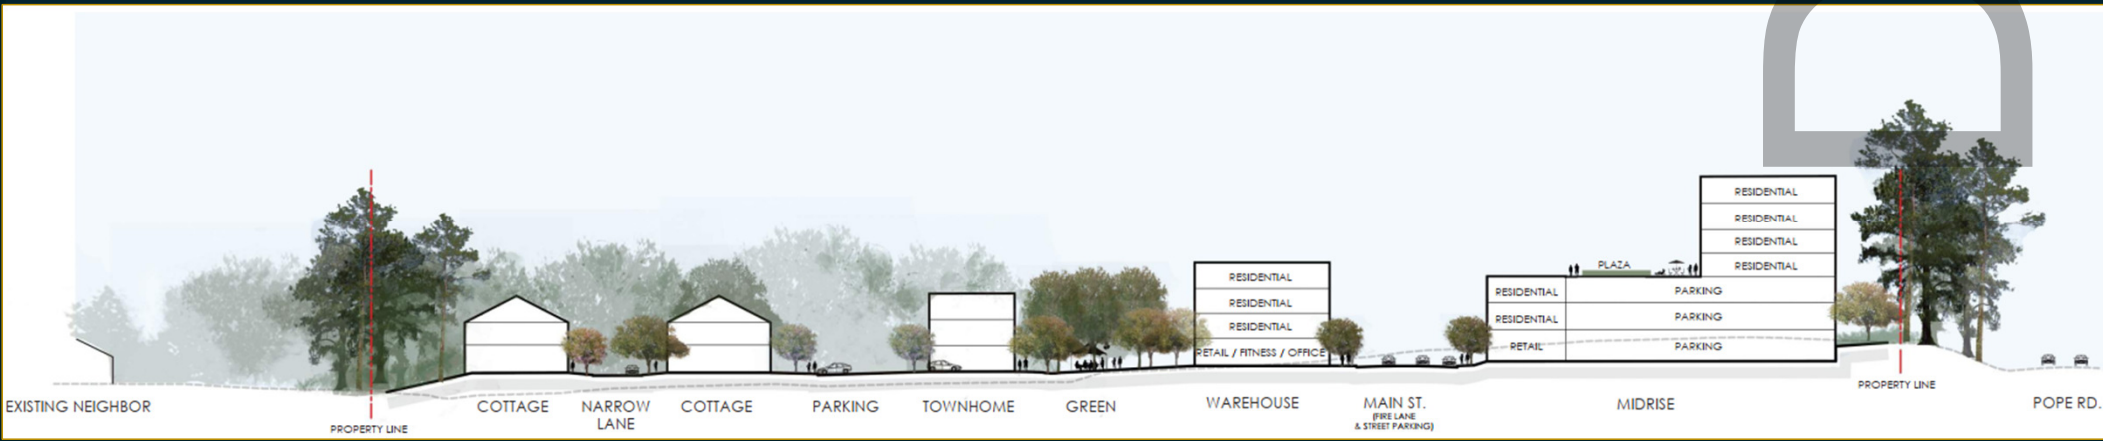 RESIDENTIAL
RESIDENTIAL
RESIDENTIAL
RESIDENTIAL
PLAZA
RESIDENTIAL
RESIDENTIAL
RESIDENTIAL
RETAIL / FITNESS / OFFICE
RESIDENTIAL PARKING
RESIDENTIAL PARKING
RETAIL PARKING
EXISTING NEIGHBOR
PROPERTY LINE
COTTAGE
NARROW
LANE
COTTAGE
PARKING
TOWNHOME
GREEN
WAREHOUSE
MAIN ST.
(FIRE LANE
& STREET PARKING)
MIDRISE
PROPERTY LINE
POPE RD.